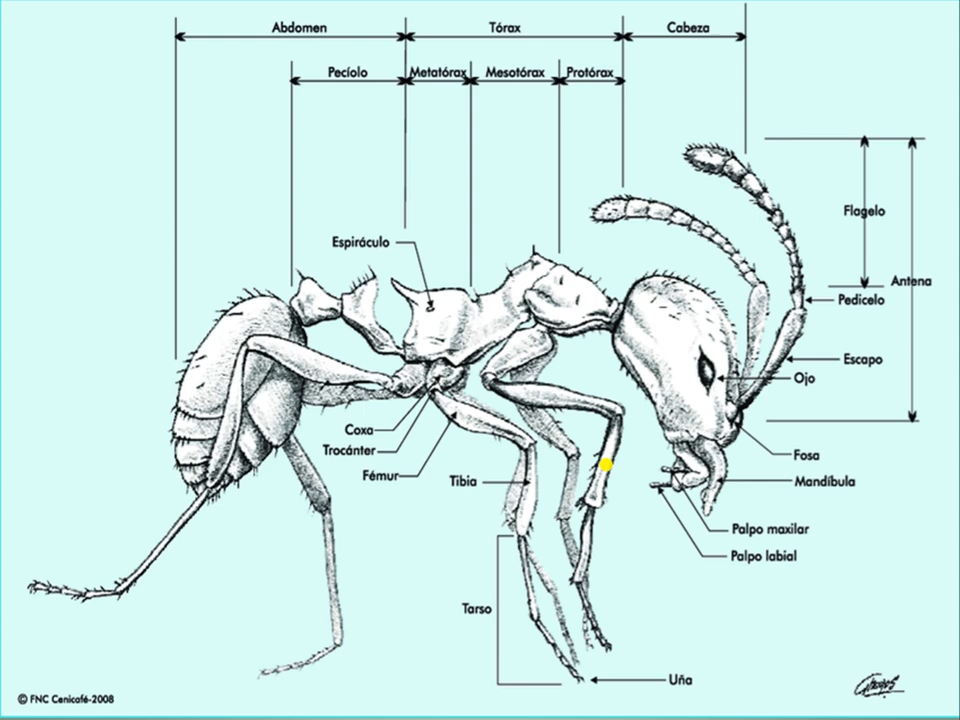 Abdomen
Tórax
Cabeza
Pecíolo
Metatórax
Mesotórax
Protórax
Flagelo
Espiráculo
Antena
Pedicelo
Escapo
Ojo
Coxa
Trocánter
Fosa
Fémur
Tibia
Mandíbula
Palpo maxilar
Palpo labial
Tarso
Uña
© FNC Cenicafé-2008